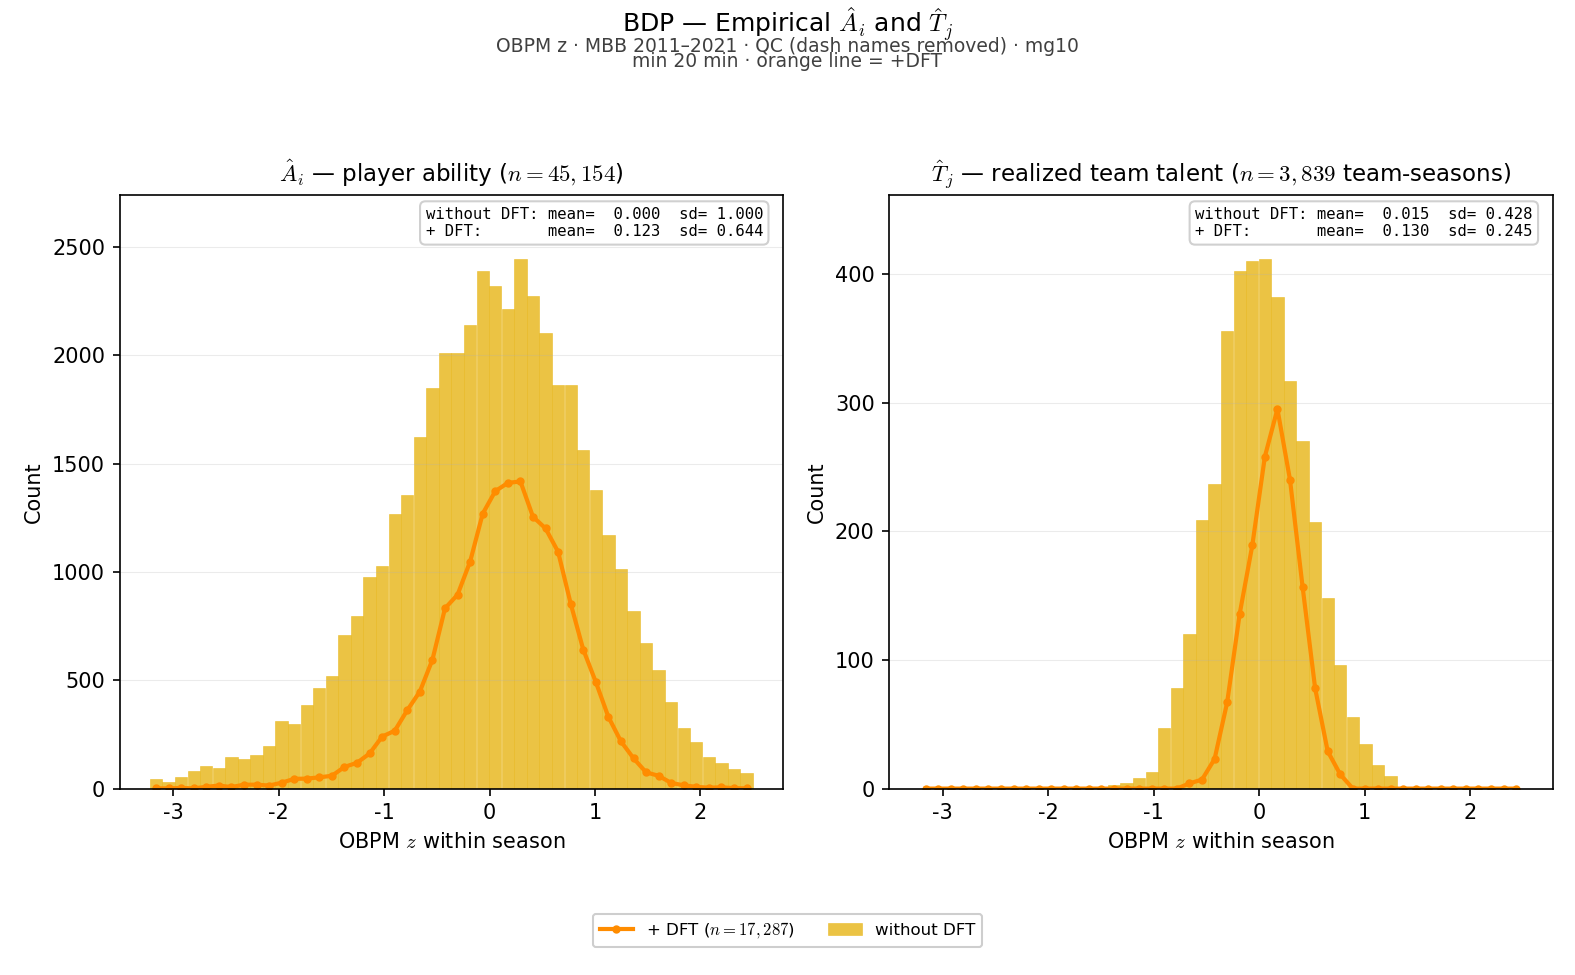 BDP — Empirical Âᵢ and T̂ⱼ
OBPM z · MBB 2011–2021 · QC (dash names removed) · mg10
min 20 min · orange line = +DFT
Âᵢ — player ability (n = 45,154)
without DFT: mean= 0.000 sd= 1.000
+ DFT: mean= 0.123 sd= 0.644
Count
2500
2000
1500
1000
500
0
-3 -2 -1 0 1 2
OBPM z within season
T̂ⱼ — realized team talent (n = 3,839 team-seasons)
without DFT: mean= 0.015 sd= 0.428
+ DFT: mean= 0.130 sd= 0.245
Count
400
300
200
100
0
-3 -2 -1 0 1 2
OBPM z within season
+ DFT (n = 17,287) without DFT